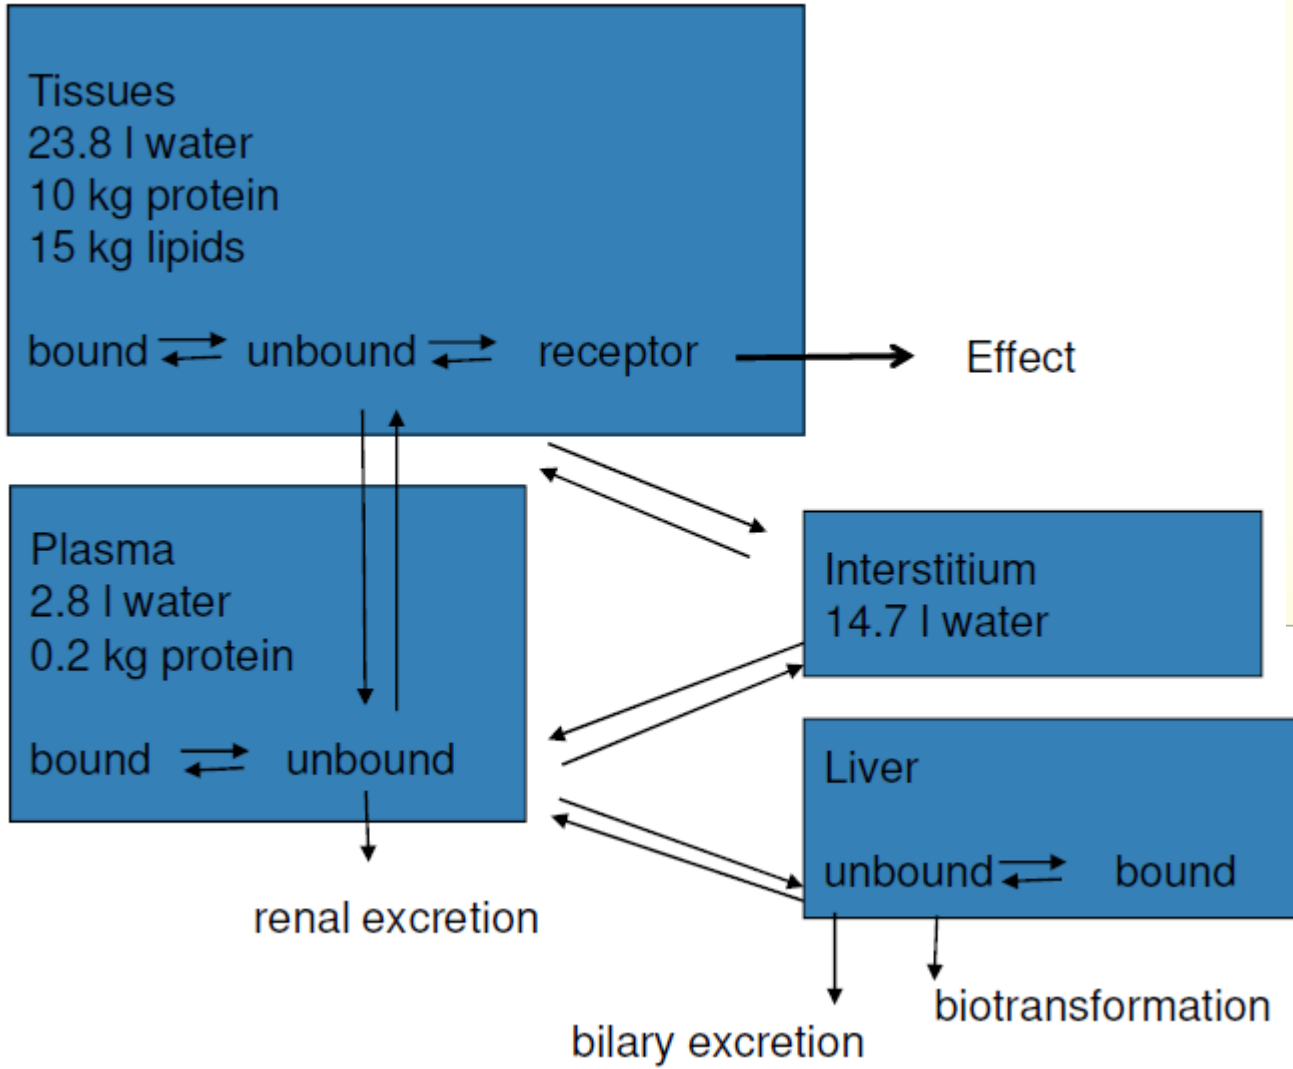 Tissues
23.8 l water
10 kg protein
15 kg lipids
bound unbound receptor
Effect
Plasma
2.8 l water
0.2 kg protein
bound unbound
renal excretion
Interstitium
14.7 l water
Liver
unbound bound
biotransformation
bilary excretion